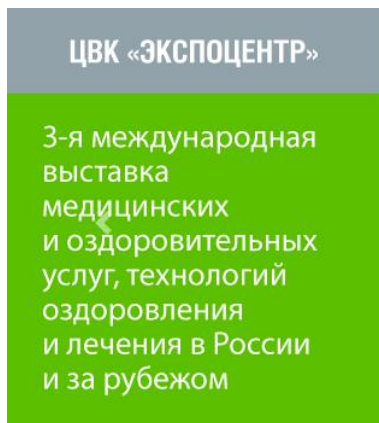 ЦВК «ЭКСПОЦЕНТР»
3-я международная
выставка
медицинских
и оздоровительных
услуг, технологий
оздоровления
и лечения в России
и за рубежом